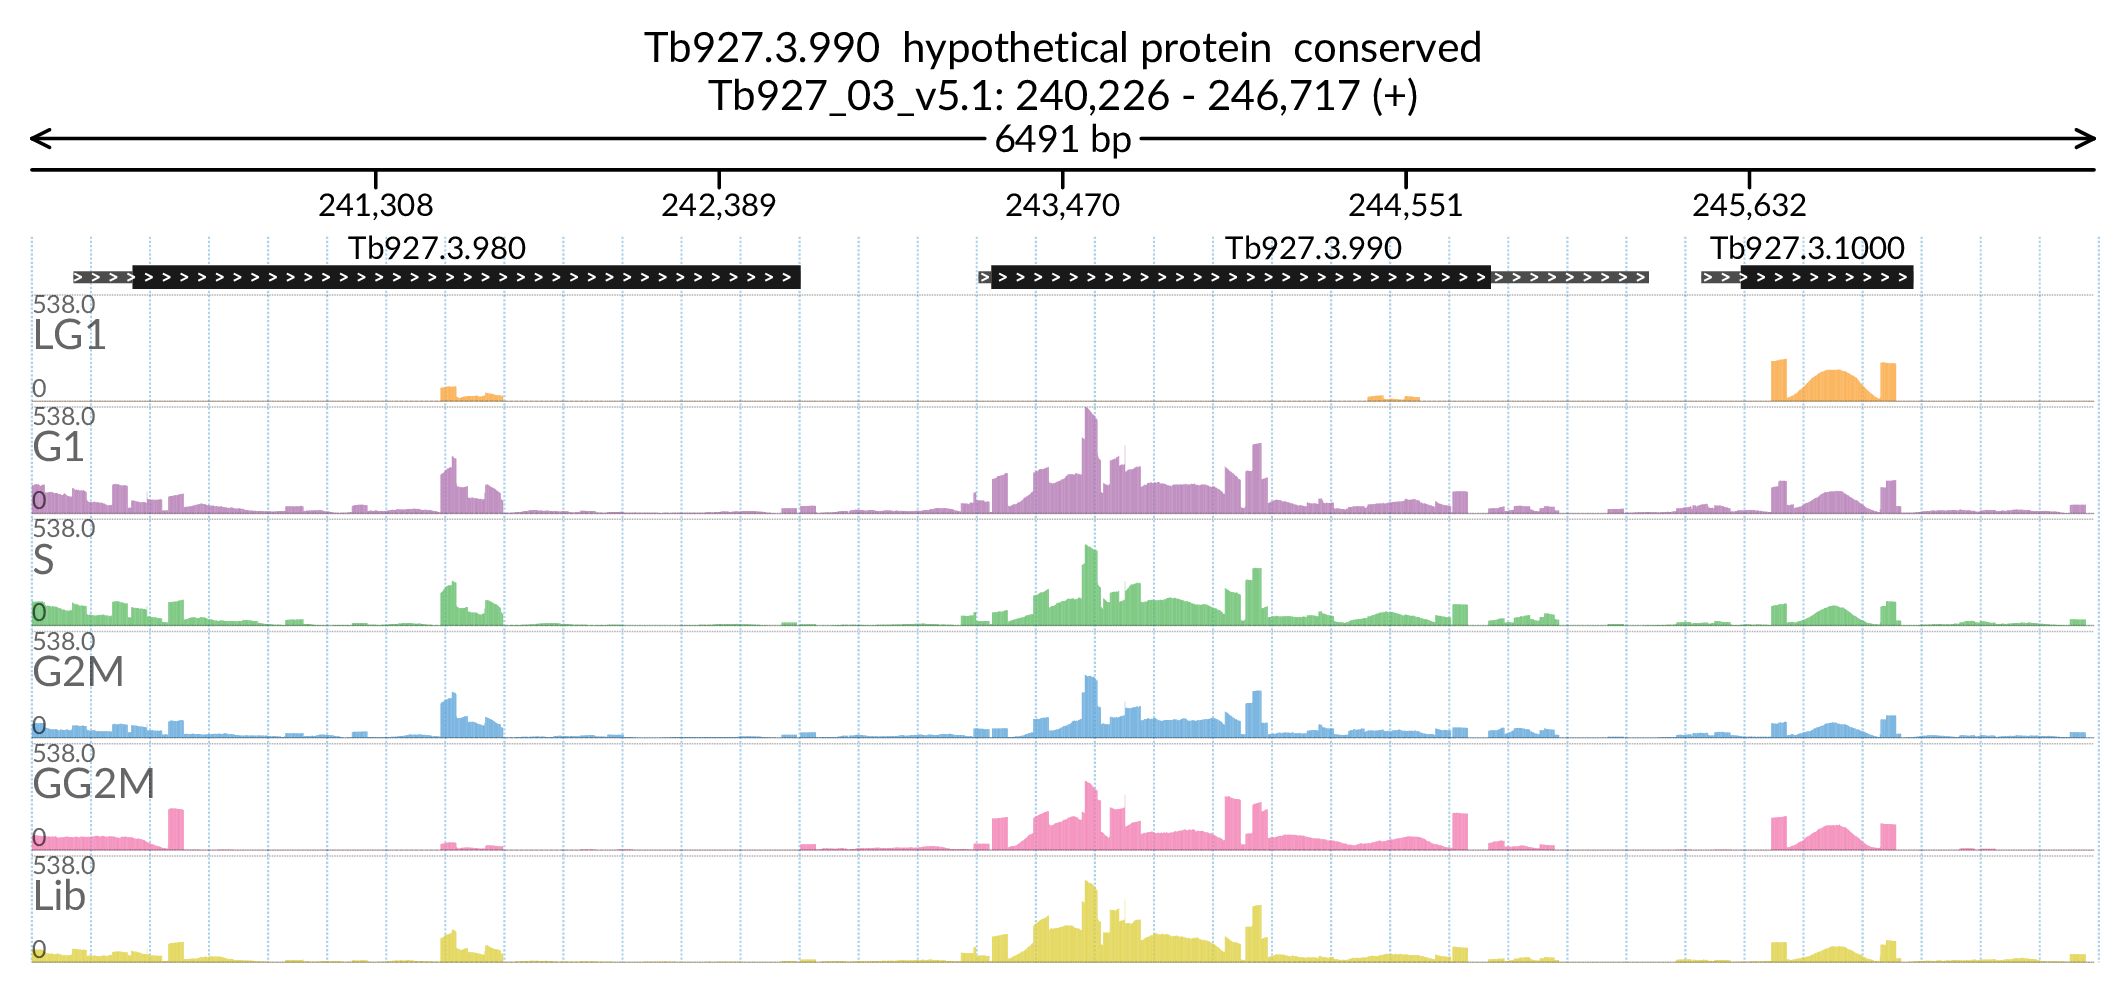 Tb927.3.990  hypothetical protein  conserved
Tb927_03_v5.1: 240,226 - 246,717 (+)
6491 bp
241,308 242,389 243,470 244,551 245,632
Tb927.3.980 Tb927.3.990 Tb927.3.1000
538.0
LG1
0
538.0
G1
0
538.0
S
0
538.0
G2M
0
538.0
GG2M
0
538.0
Lib
0